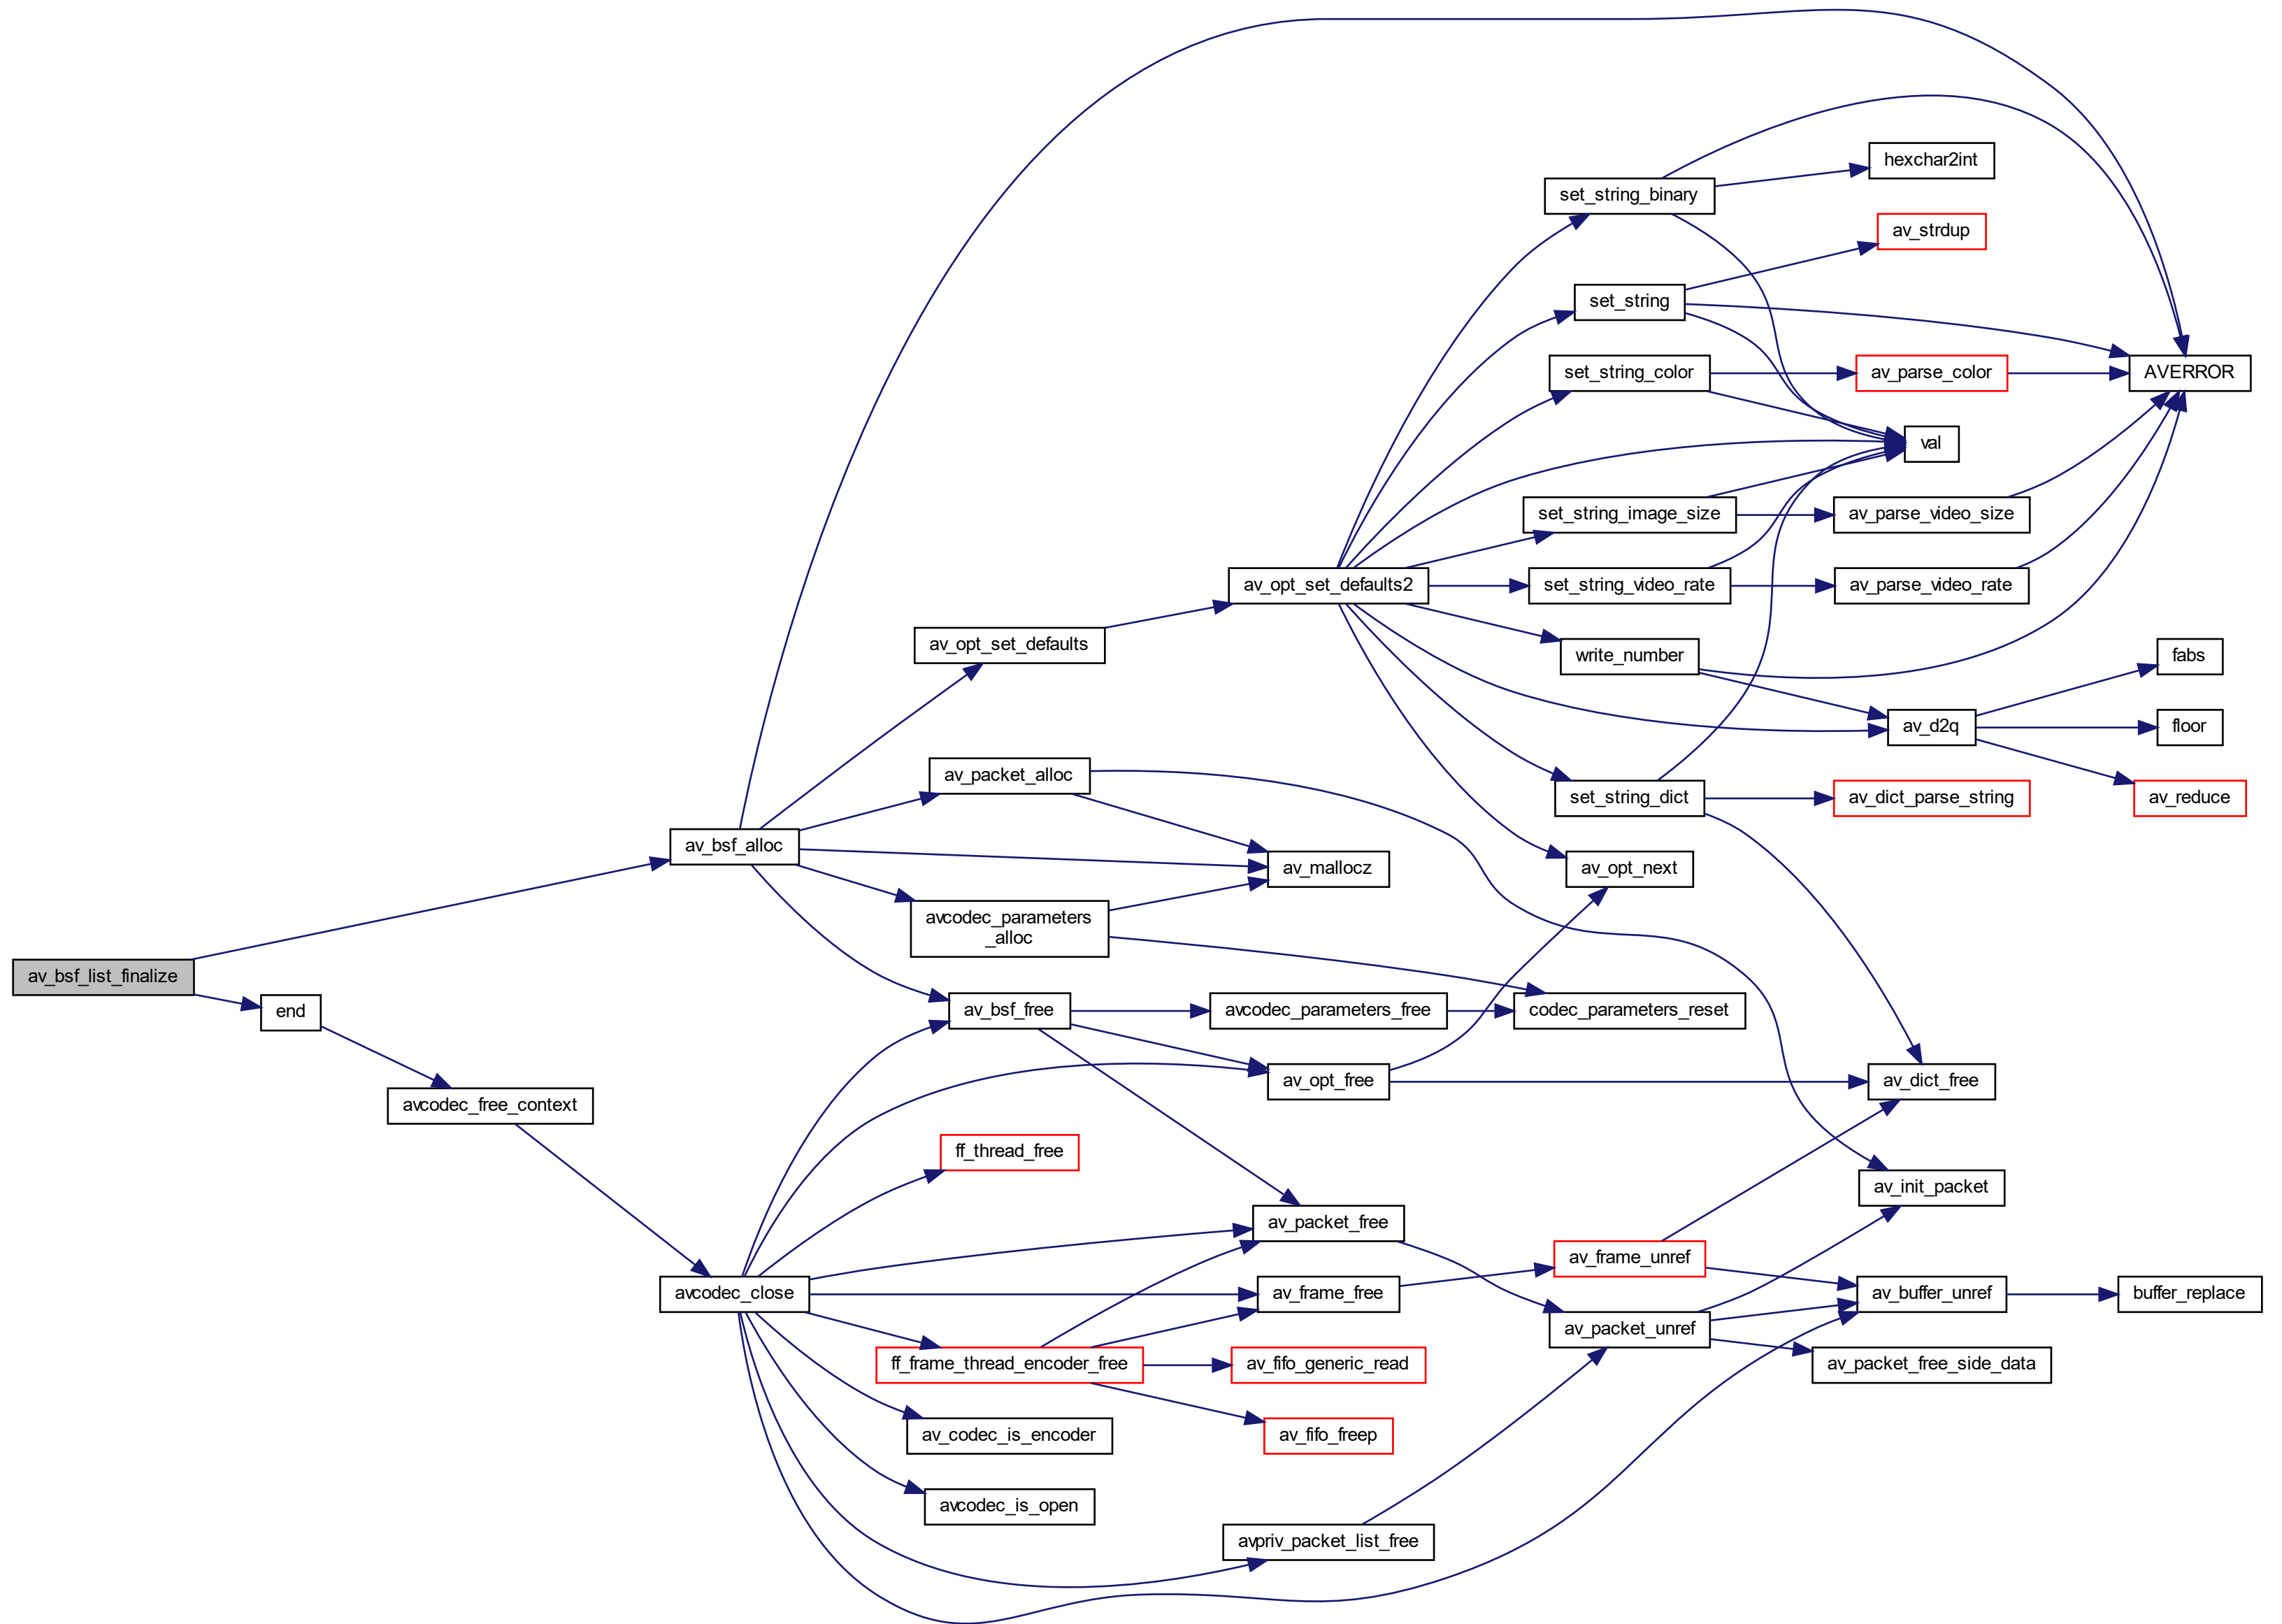 hexchar2int
set_string_binary
av_strdup
set_string
set_string_color
av_parse_color
AVERROR
val
set_string_image_size
av_parse_video_size
av_opt_set_defaults2
set_string_video_rate
av_parse_video_rate
av_opt_set_defaults
write_number
fabs
av_d2q
floor
av_packet_alloc
set_string_dict
av_dict_parse_string
av_reduce
av_bsf_alloc
av_mallocz
av_opt_next
avcodec_parameters
_alloc
av_bsf_list_finalize
end
av_bsf_free
avcodec_parameters_free
codec_parameters_reset
avcodec_free_context
av_opt_free
av_dict_free
ff_thread_free
av_init_packet
av_packet_free
av_frame_unref
avcodec_close
av_frame_free
av_buffer_unref
buffer_replace
av_packet_unref
ff_frame_thread_encoder_free
av_fifo_generic_read
av_packet_free_side_data
av_codec_is_encoder
av_fifo_freep
avcodec_is_open
avpriv_packet_list_free